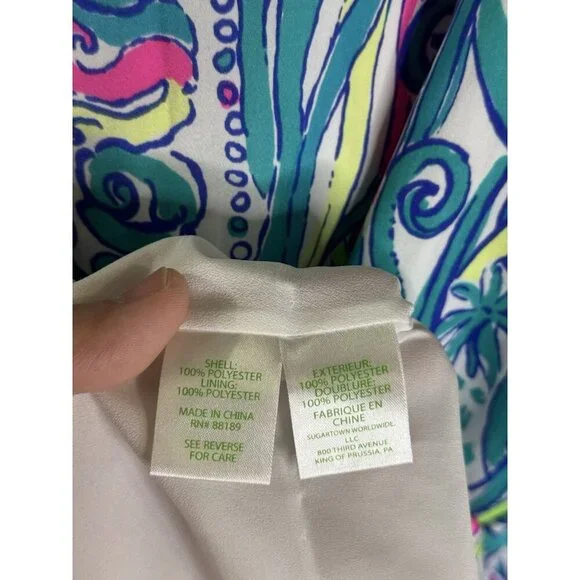 SHELL:
100% POLYESTER
LINING:
100% POLYESTER
MADE IN CHINA
RN# 88189
SEE REVERSE
FOR CARE
EXTERIEUR:
100% POLYESTER
DOUBLURE:
100% POLYESTER
FABRIQUE EN
CHINE
SUGARTOWN WORLDWIDE,
LLC
800 THIRD AVENUE
KING OF PRUSSIA, PA